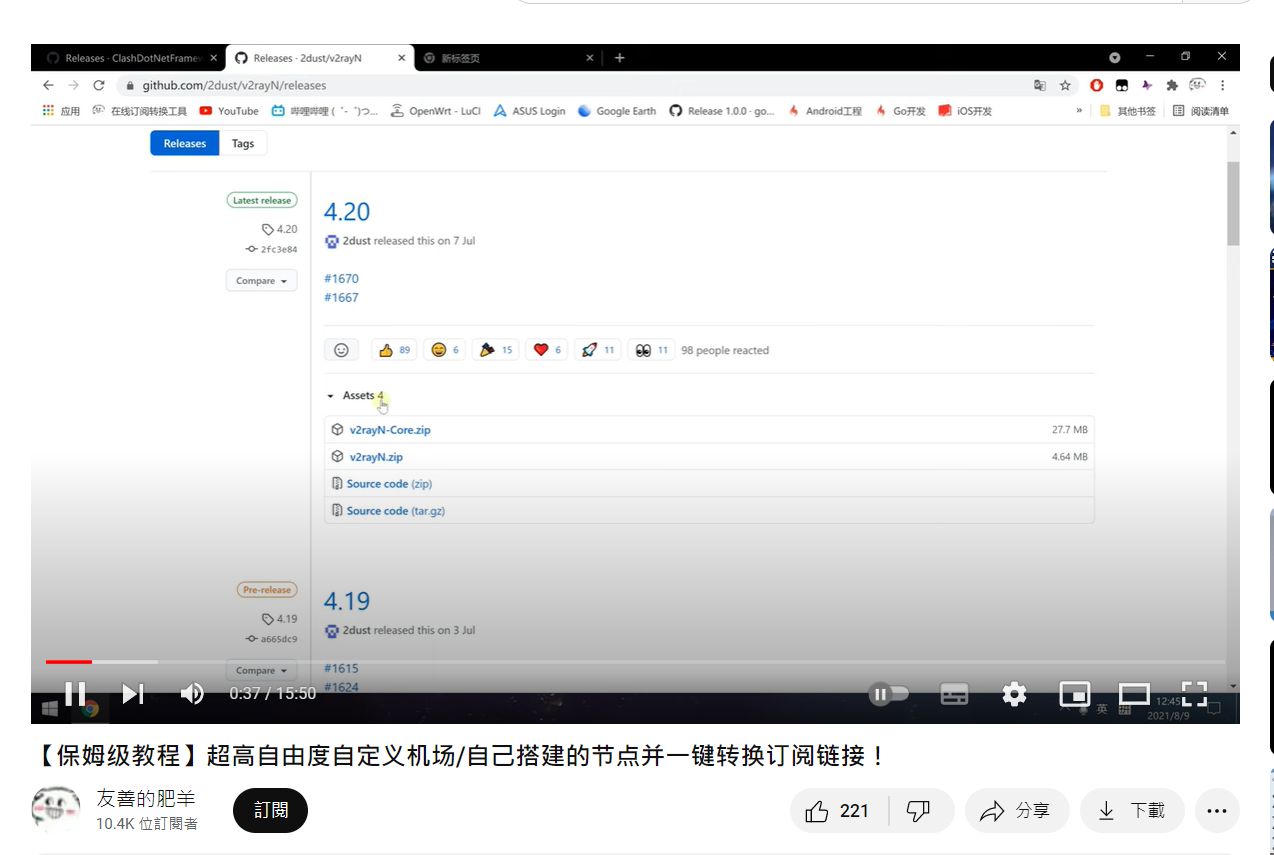 Releases · ClashDotNetFramew
Releases · 2dust/v2rayN
新标签页
github.com/2dust/v2rayN/releases
应用
在线订阅转换工具
YouTube
哔哩哔哩 ( ゜- ゜)つ...
OpenWrt - LuCI
ASUS Login
Google Earth
Release 1.0.0 · go...
Android工程
Go开发
iOS开发
»
其他书签
阅读清单
Releases
Tags
Latest release
4.20
2fc3e84
Compare
4.20
2dust released this on 7 Jul
#1670
#1667
89
6
15
6
11
11
98 people reacted
Assets 4
v2rayN-Core.zip
27.7 MB
v2rayN.zip
4.64 MB
Source code (zip)
Source code (tar.gz)
Pre-release
4.19
a665dc9
Compare
4.19
2dust released this on 3 Jul
#1615
#1624
0:37 / 15:50
英
12:45
2021/8/9
【保姆级教程】超高自由度自定义机场/自己搭建的节点并一键转换订阅链接！
友善的肥羊
10.4K 位訂閱者
訂閱
221
分享
下載